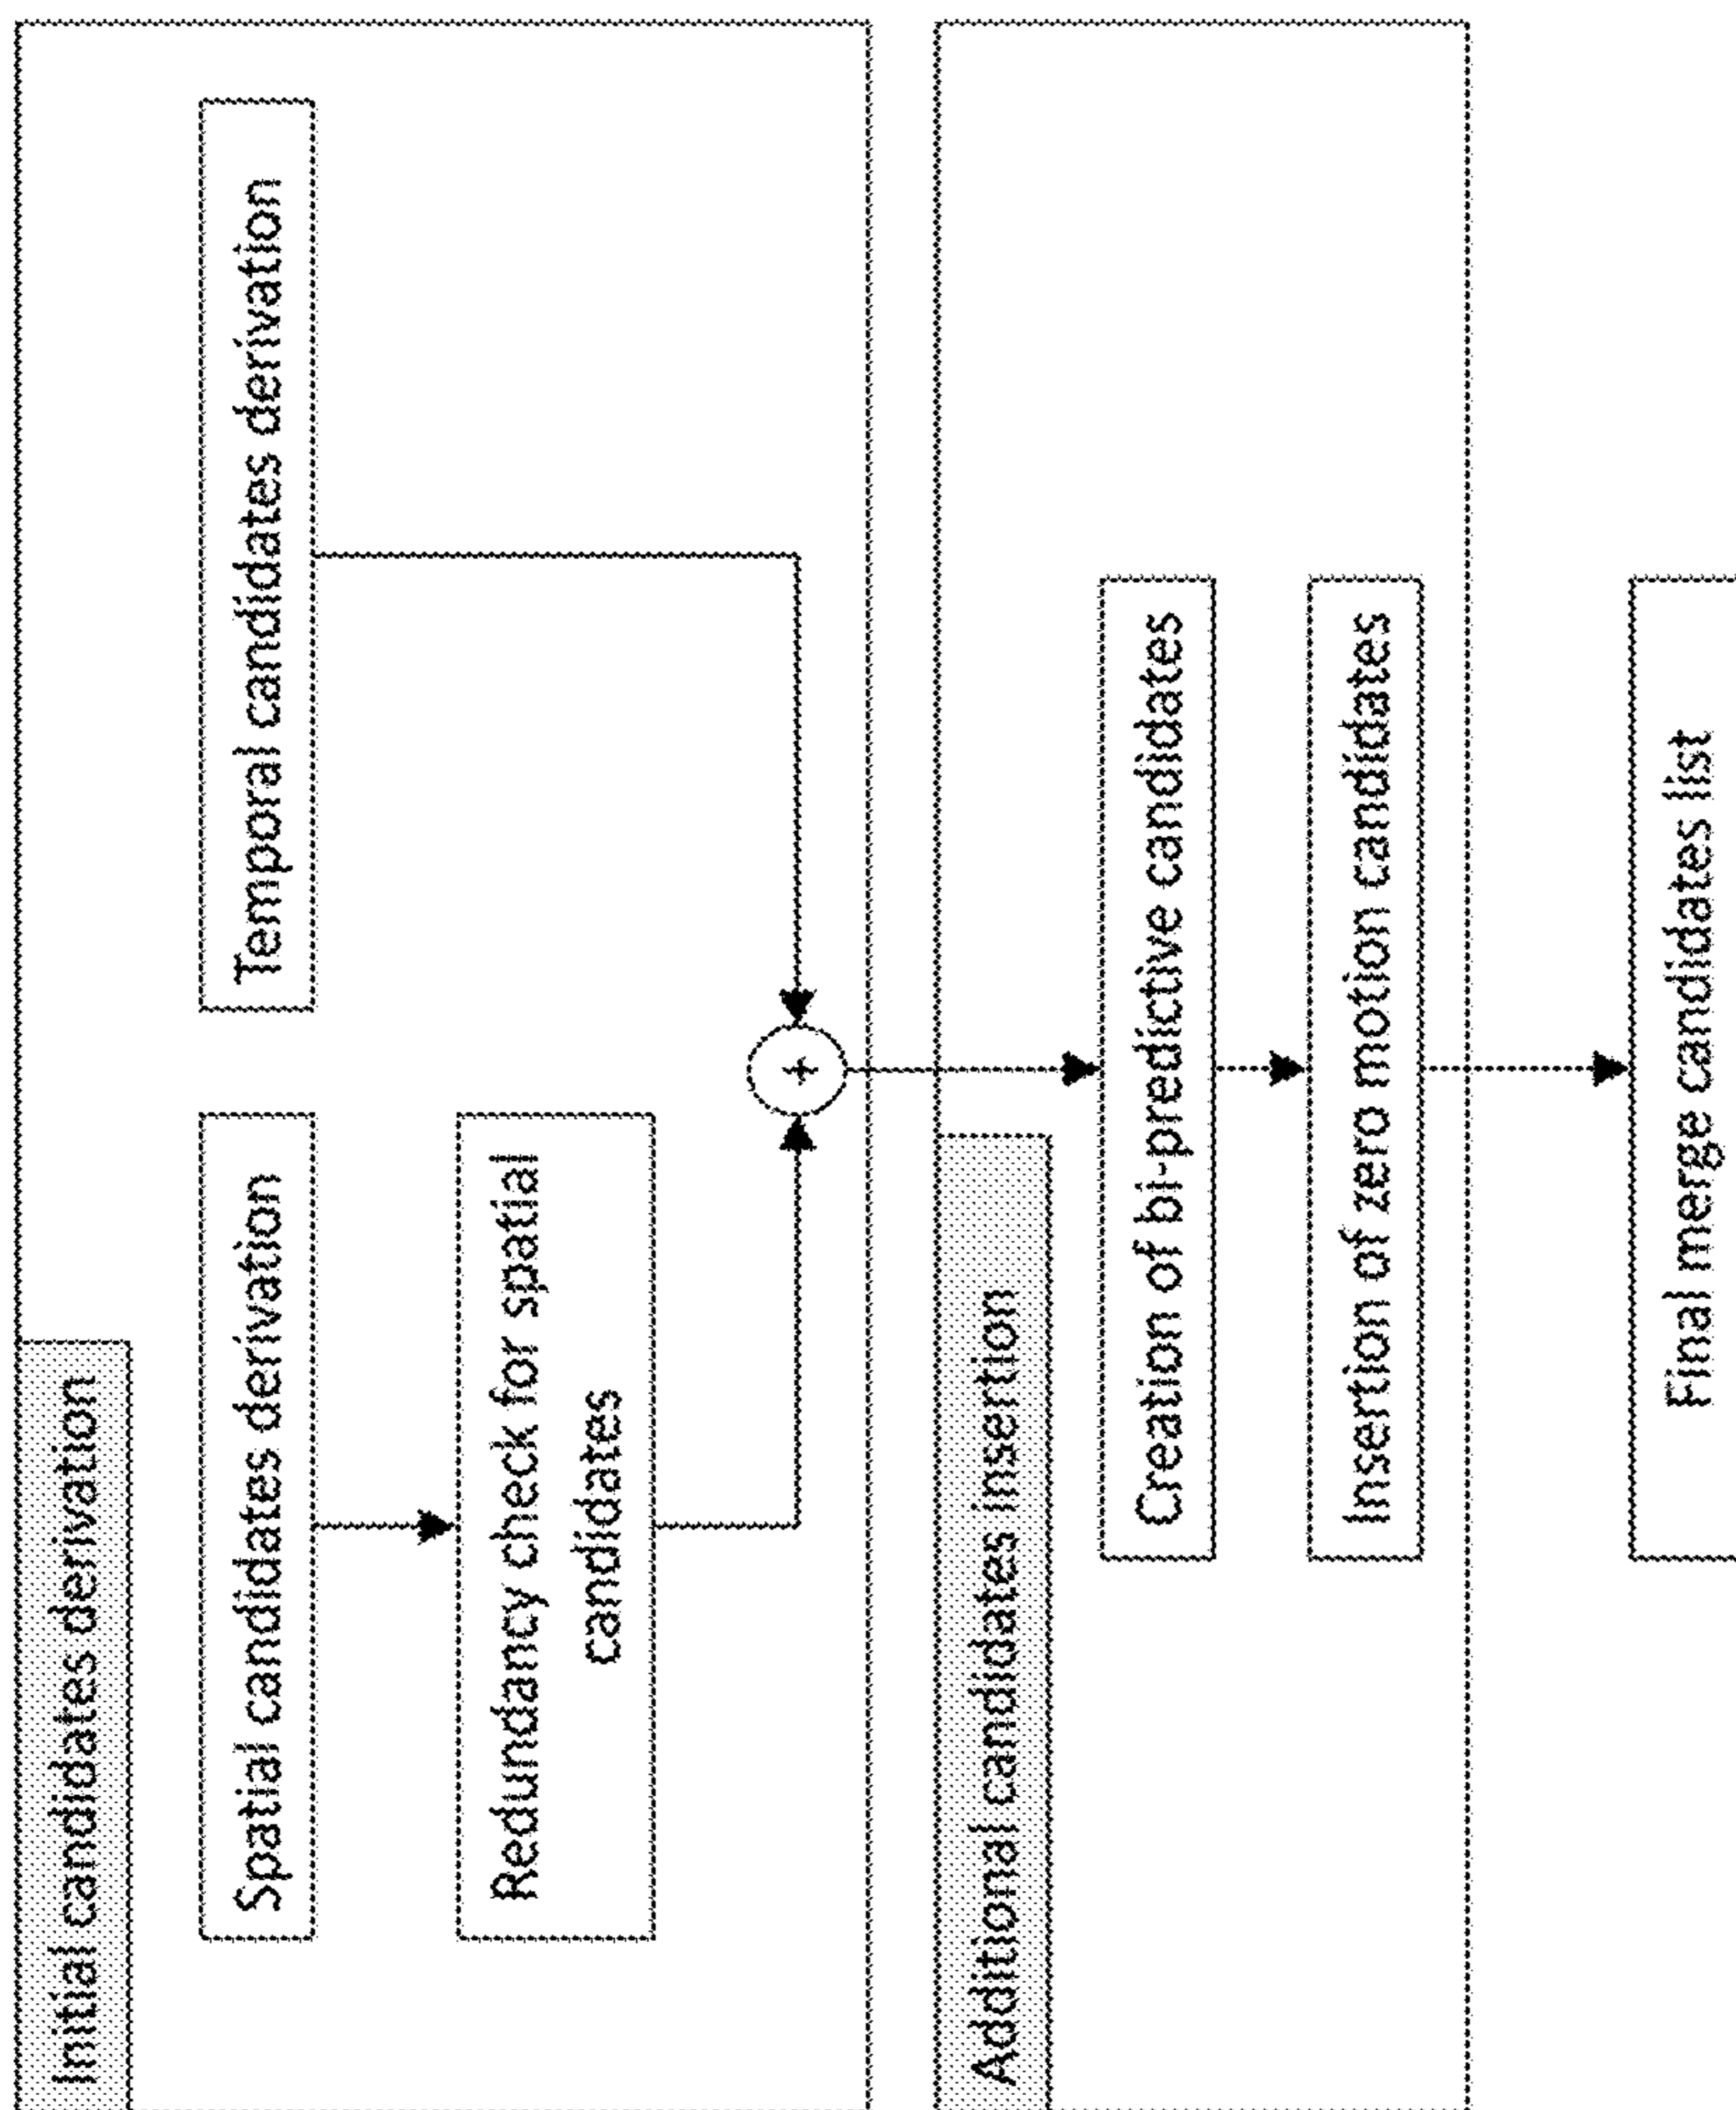 Initial candidates derivation
Spatial candidates derivation
Temporal candidates derivation
Redundancy check for spatial
candidates
+
Additional candidates insertion
Creation of bi-predictive candidates
Insertion of zero motion candidates
Final merge candidates list